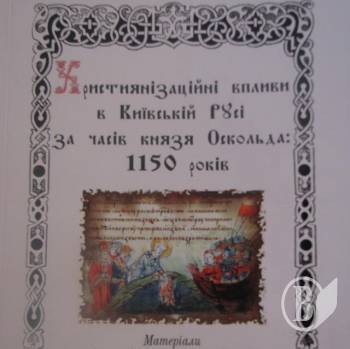 Християнізаційні впливи
в Київській Русі
за часів князя Оскольда:
1150 років
Матеріали